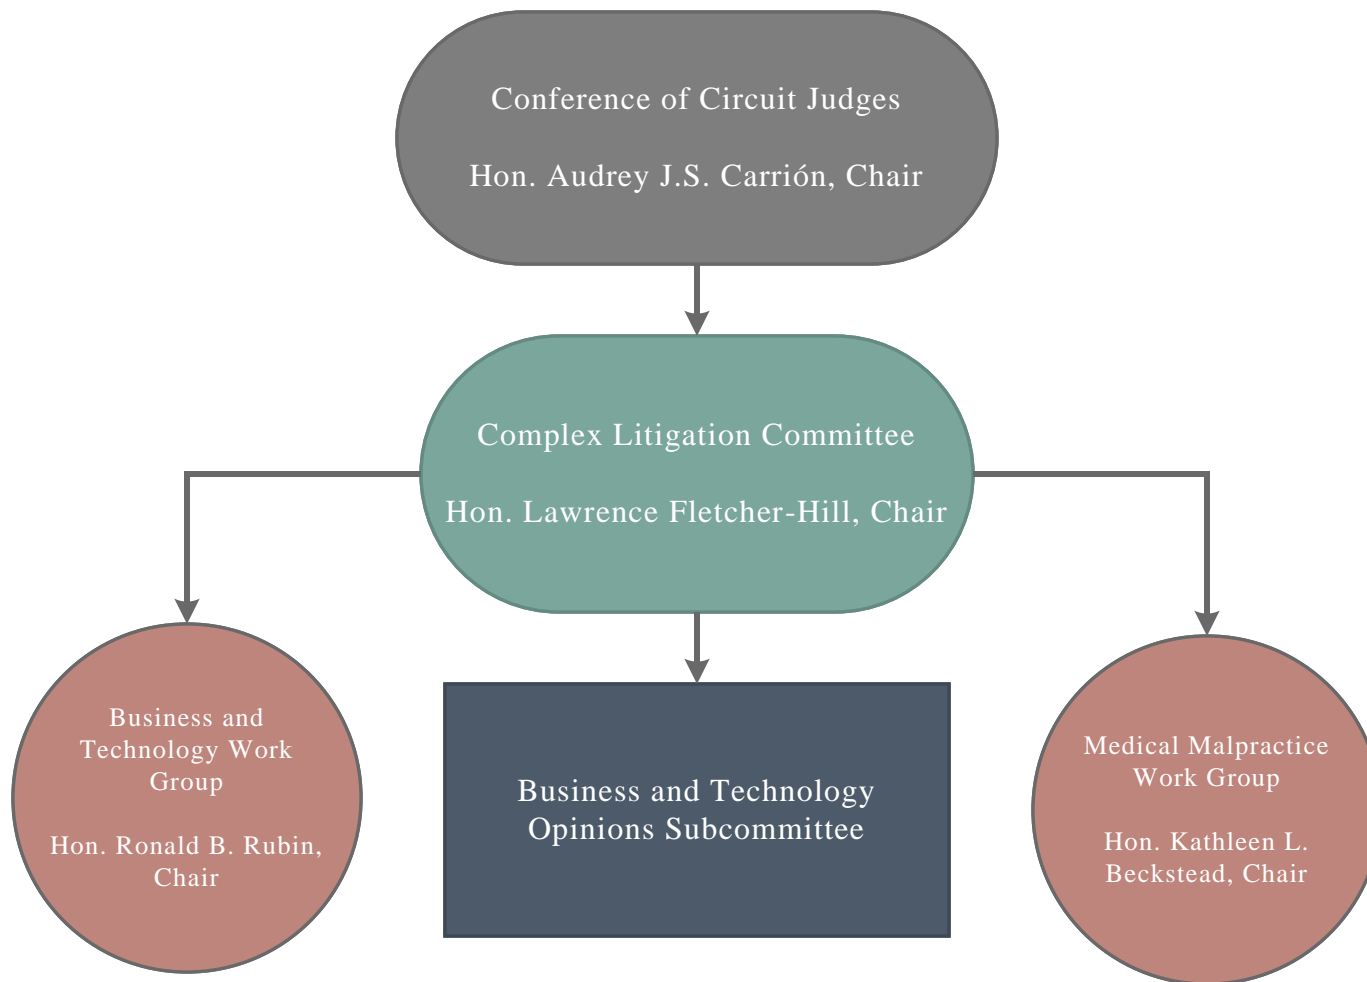 Conference of Circuit Judges
Hon. Audrey J.S. Carrión, Chair
Complex Litigation Committee
Hon. Lawrence Fletcher-Hill, Chair
Business and
Technology Work
Group
Hon. Ronald B. Rubin,
Chair
Business and Technology
Opinions Subcommittee
Medical Malpractice
Work Group
Hon. Kathleen L.
Beckstead, Chair